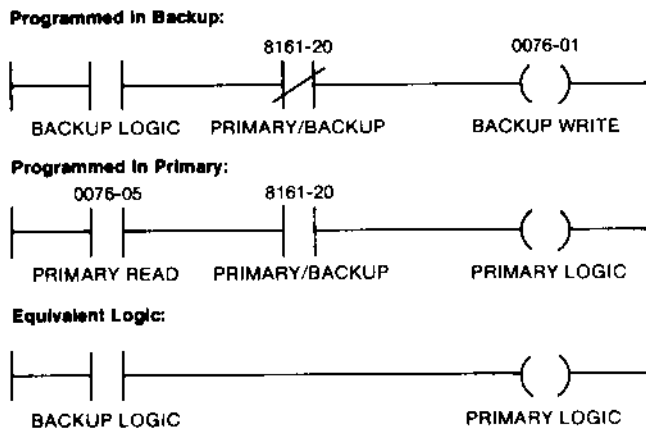 Programmed in Backup:
8161-20 0076-01
BACKUP LOGIC PRIMARY/BACKUP BACKUP WRITE
Programmed in Primary:
0076-05 8161-20
PRIMARY READ PRIMARY/BACKUP PRIMARY LOGIC
Equivalent Logic:
BACKUP LOGIC PRIMARY LOGIC